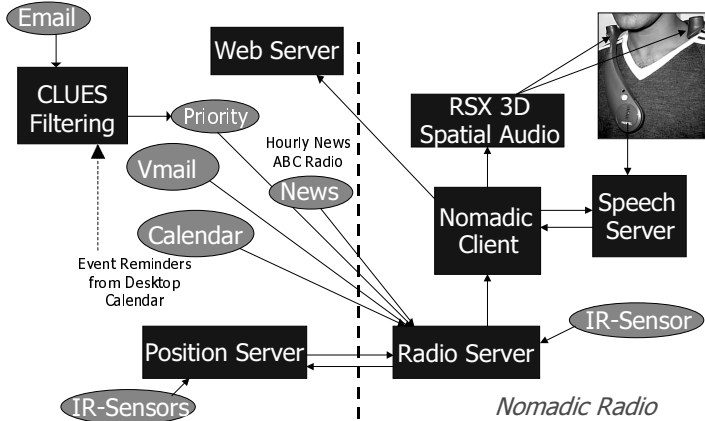 Email
Web Server
CLUES
Filtering
Priority
RSX 3D
Spatial Audio
Hourly News
ABC Radio
Vmail
News
Nomadic
Client
Speech
Server
Calendar
Event Reminders
from Desktop
Calendar
IR-Sensor
Position Server
Radio Server
IR-Sensors
Nomadic Radio